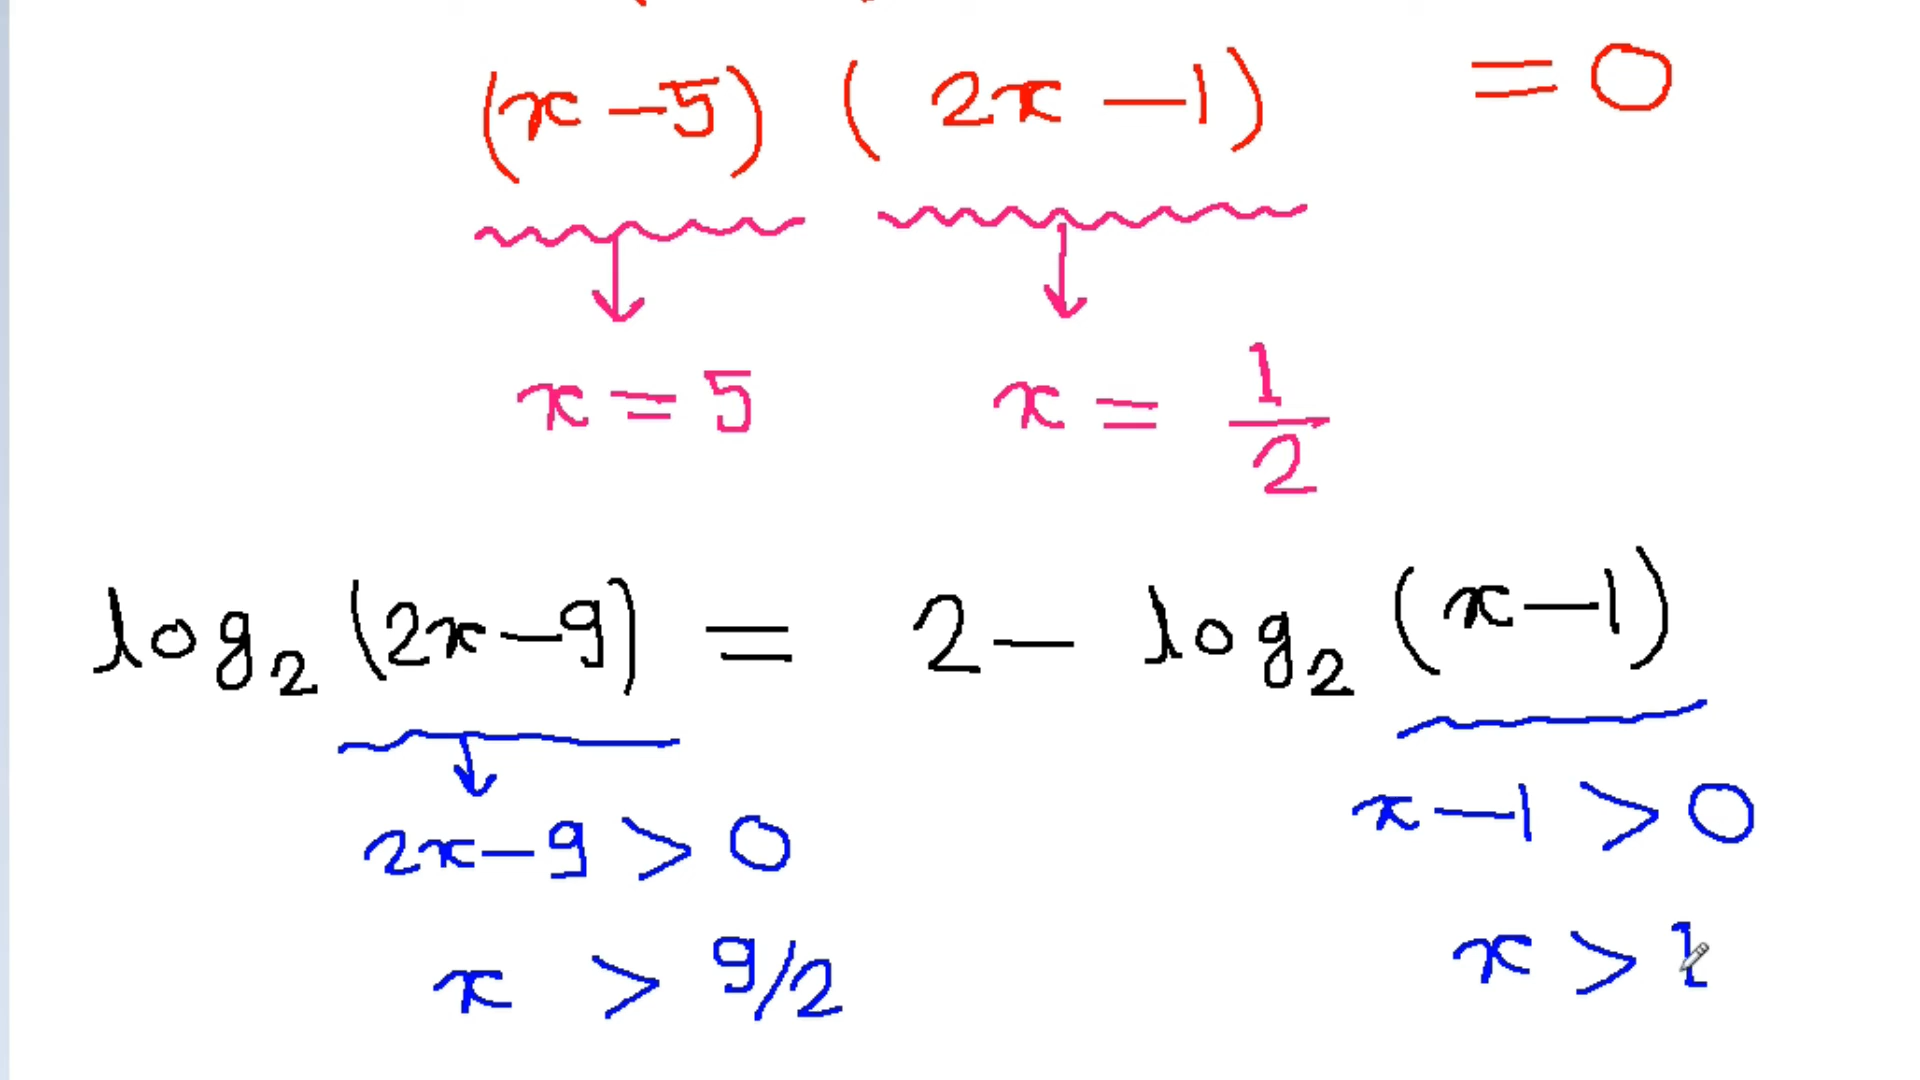 (x-5) (2x-1) =0
x=5 x= 1/2
log₂(2x-9) = 2- log₂(x-1)
2x-9>0 x-1>0
x > 9/2 x>1